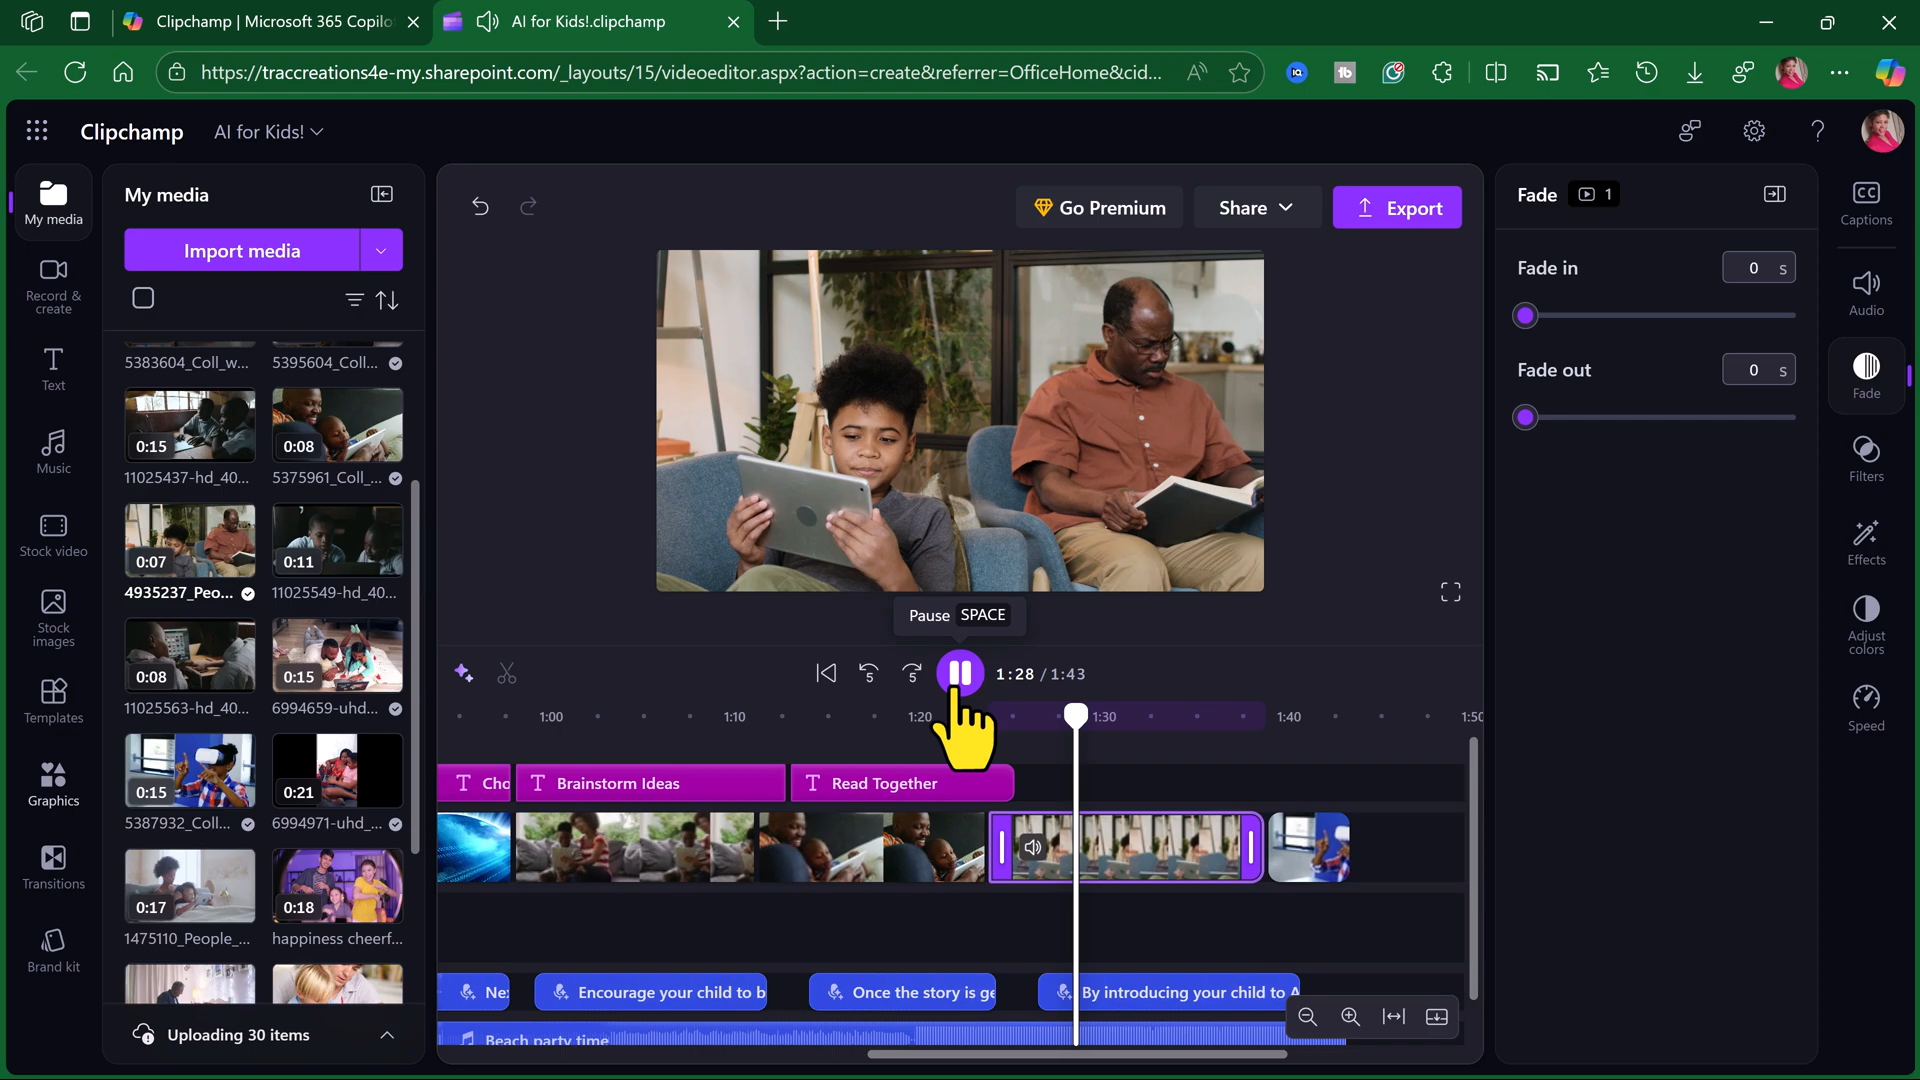 Clipchamp | Microsoft 365 Copilo
AI for Kids!.clipchamp
https://traccreations4e-my.sharepoint.com/_layouts/15/videoeditor.aspx?action=create&referrer=OfficeHome&cid...
Clipchamp
AI for Kids!
My media
Record & create
Text
Music
Stock video
Stock images
Templates
Graphics
Transitions
Brand kit
My media
Import media
5383604_Coll_w...
5395604_Coll...
0:15
0:08
11025437-hd_40...
5375961_Coll_...
0:07
0:11
4935237_Peo...
11025549-hd_40...
0:08
0:15
11025563-hd_40...
6994659-uhd...
0:15
0:21
5387932_Coll...
6994971-uhd_...
0:17
0:18
1475110_People_...
happiness cheerf...
Uploading 30 items
Go Premium
Share
Export
Pause SPACE
5
5
1:28 / 1:43
1:00
1:10
1:20
1:30
1:40
1:50
T Cho
T Brainstorm Ideas
T Read Together
Nex
Encourage your child to b
Once the story is ge
By introducing your child to A
Beach party time
Fade 1
Fade in
0 s
Fade out
0 s
CC
Captions
Audio
Fade
Filters
Effects
Adjust colors
Speed